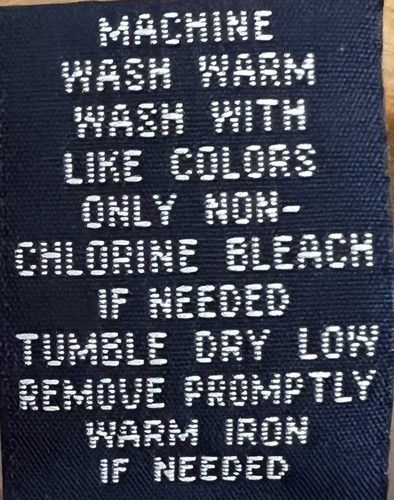 MACHINE
WASH WARM
WASH WITH
LIKE COLORS
ONLY NON-
CHLORINE BLEACH
IF NEEDED
TUMBLE DRY LOW
REMOVE PROMPTLY
WARM IRON
IF NEEDED